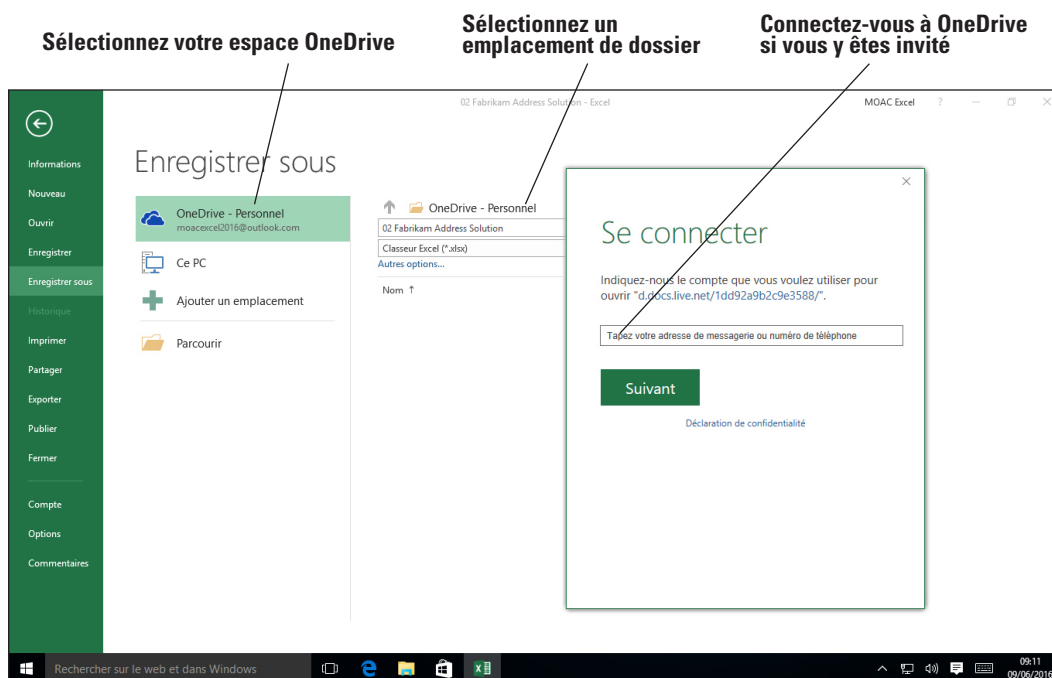 Sélectionnez votre espace OneDrive
Sélectionnez un
emplacement de dossier
Connectez-vous à OneDrive
si vous y êtes invité
02 Fabrikam Address Solution - Excel
MOAC Excel
?
Informations
Nouveau
Ouvrir
Enregistrer
Enregistrer sous
Historique
Imprimer
Partager
Exporter
Publier
Fermer
Compte
Options
Commentaires
Enregistrer sous
OneDrive - Personnel
moacexcel2016@outlook.com
Ce PC
Ajouter un emplacement
Parcourir
OneDrive - Personnel
02 Fabrikam Address Solution
Classeur Excel (*.xlsx)
Autres options...
Nom ↑
Se connecter
Indiquez-nous le compte que vous voulez utiliser pour
ouvrir "d.docs.live.net/1dd92a9b2c9e3588/".
Tapez votre adresse de messagerie ou numéro de téléphone
Suivant
Déclaration de confidentialité
Rechercher sur le web et dans Windows
09:11
09/06/2016